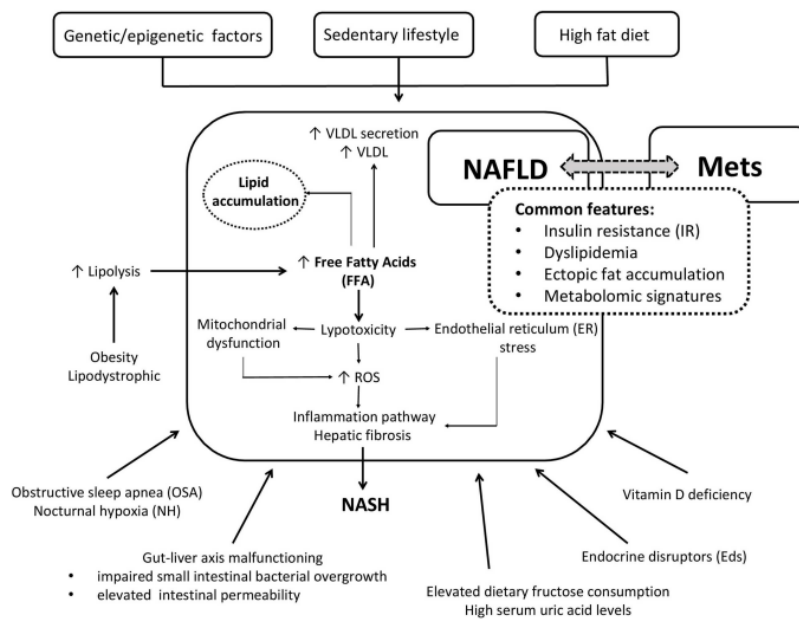 Genetic/epigenetic factors
Sedentary lifestyle
High fat diet
↑ VLDL secretion
↑ VLDL
NAFLD
Mets
Lipid
accumulation
Common features:
• Insulin resistance (IR)
• Dyslipidemia
• Ectopic fat accumulation
• Metabolomic signatures
↑ Lipolysis
↑ Free Fatty Acids
(FFA)
Mitochondrial
dysfunction
Lypotoxicity
Endothelial reticulum (ER)
stress
Obesity
Lipodystrophic
↑ ROS
Inflammation pathway
Hepatic fibrosis
Obstructive sleep apnea (OSA)
Nocturnal hypoxia (NH)
NASH
Vitamin D deficiency
Gut-liver axis malfunctioning
• impaired small intestinal bacterial overgrowth
• elevated intestinal permeability
Endocrine disruptors (Eds)
Elevated dietary fructose consumption
High serum uric acid levels